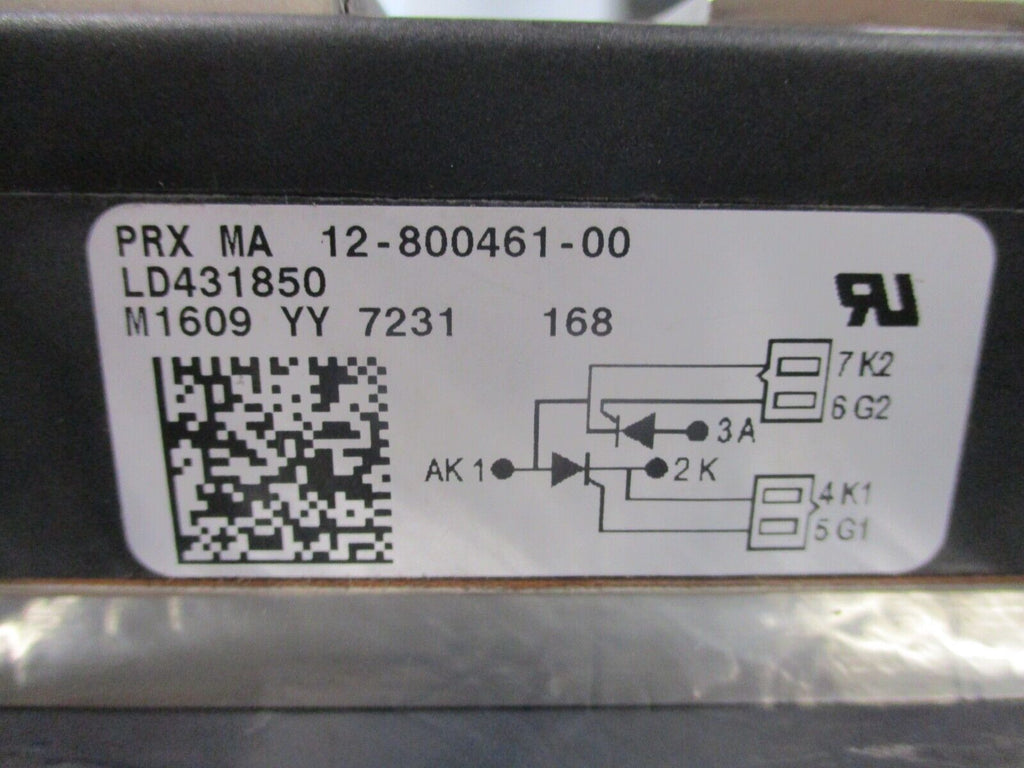 PRX MA 12-800461-00
LD431850
M1609 YY 7231 168
7 K2
6 G2
3 A
AK 1
2 K
4 K1
5 G1